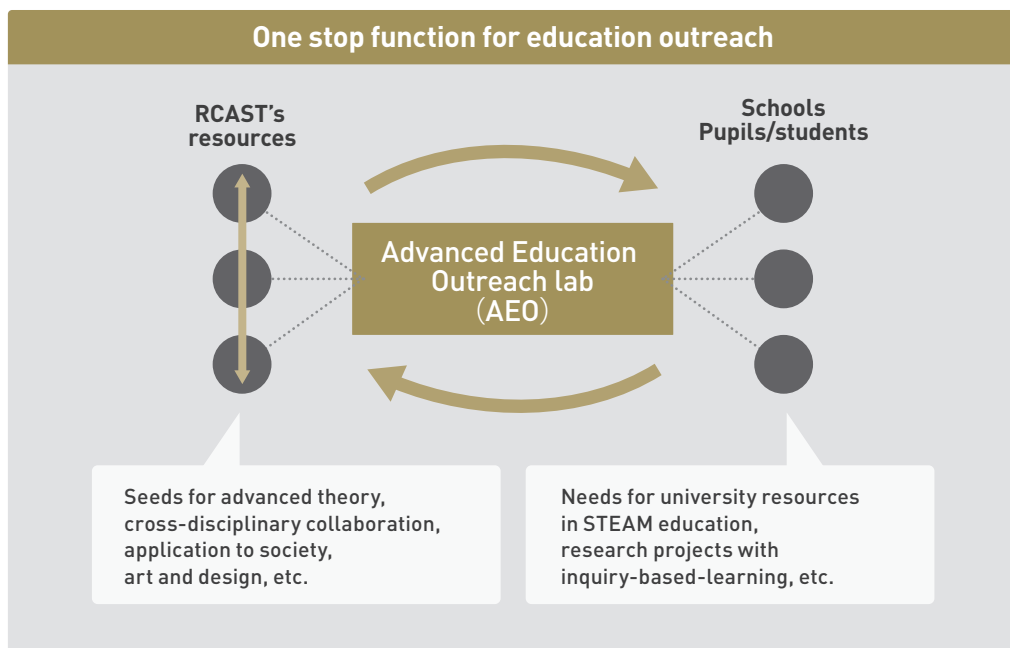 One stop function for education outreach
RCAST’s
resources
Schools
Pupils/students
Advanced Education
Outreach lab
（AEO）
Seeds for advanced theory,
cross-disciplinary collaboration,
application to society,
art and design, etc.
Needs for university resources
in STEAM education,
research projects with
inquiry-based-learning, etc.